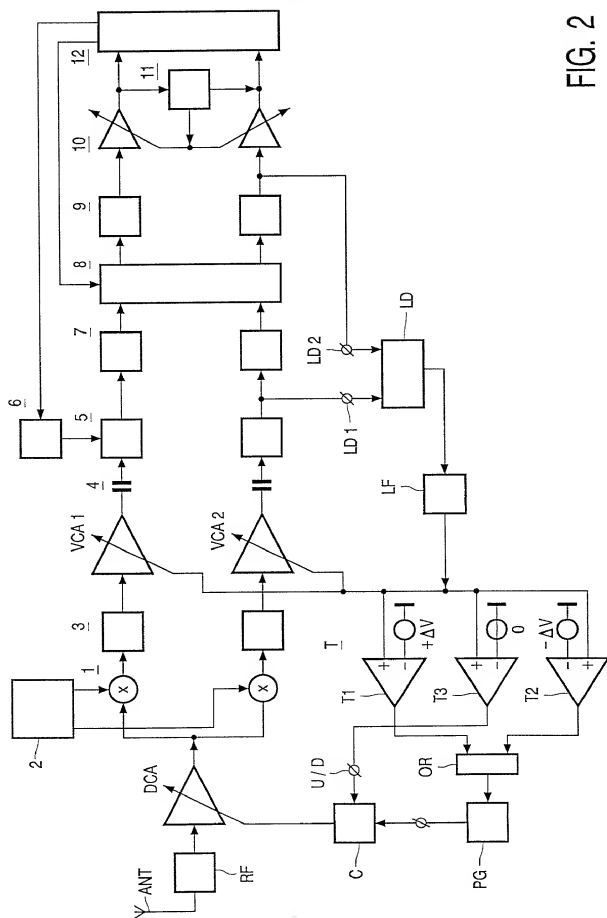 6
12
2
1
3
VCA 1
4
5
7
8
9
10
11
ANT
DCA
RF
VCA 2
T
LD 1
LD 2
LD
U / D
T1
+
−
+ΔV
LF
C
T3
+
−
0
OR
PG
T2
+
−
−ΔV
x
x
FIG. 2